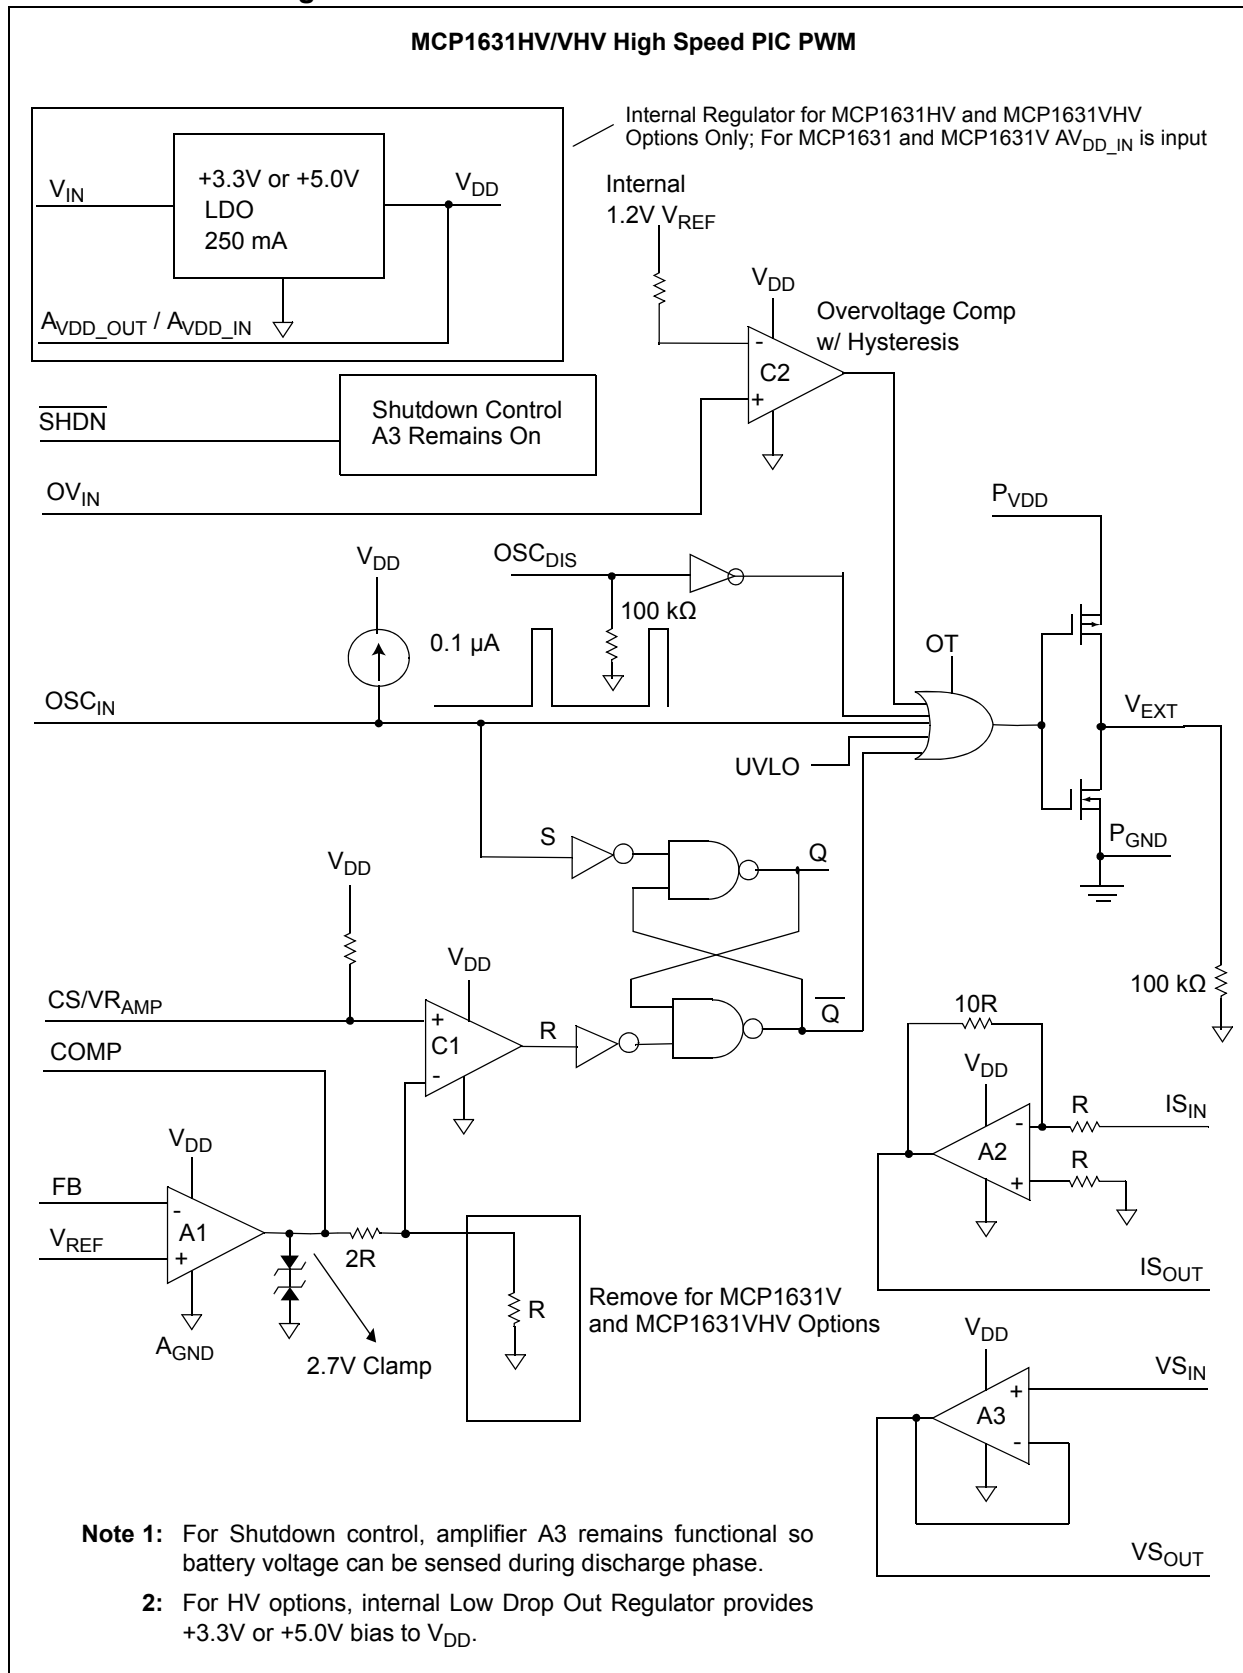 MCP1631HV/VHV High Speed PIC PWM
Internal Regulator for MCP1631HV and MCP1631VHV
Options Only; For MCP1631 and MCP1631V AVDD_IN is input
VIN
+3.3V or +5.0V
LDO
250 mA
VDD
AVDD_OUT / AVDD_IN
Internal
1.2V VREF
VDD
Overvoltage Comp
w/ Hysteresis
-
C2
+
SHDN
Shutdown Control
A3 Remains On
OVIN
PVDD
VDD
OSCDIS
100 kΩ
0.1 µA
OT
OSCIN
VEXT
UVLO
S
Q
PGND
VDD
VDD
CS/VRAMP
+
C1
-
R
Q
100 kΩ
COMP
10R
VDD
-
A2
+
R
ISIN
R
VDD
FB
-
A1
VREF
+
2R
AGND
2.7V Clamp
R
Remove for MCP1631V
and MCP1631VHV Options
ISOUT
VDD
+
A3
-
VSIN
VSOUT
Note 1: For Shutdown control, amplifier A3 remains functional so
battery voltage can be sensed during discharge phase.
2: For HV options, internal Low Drop Out Regulator provides
+3.3V or +5.0V bias to VDD.